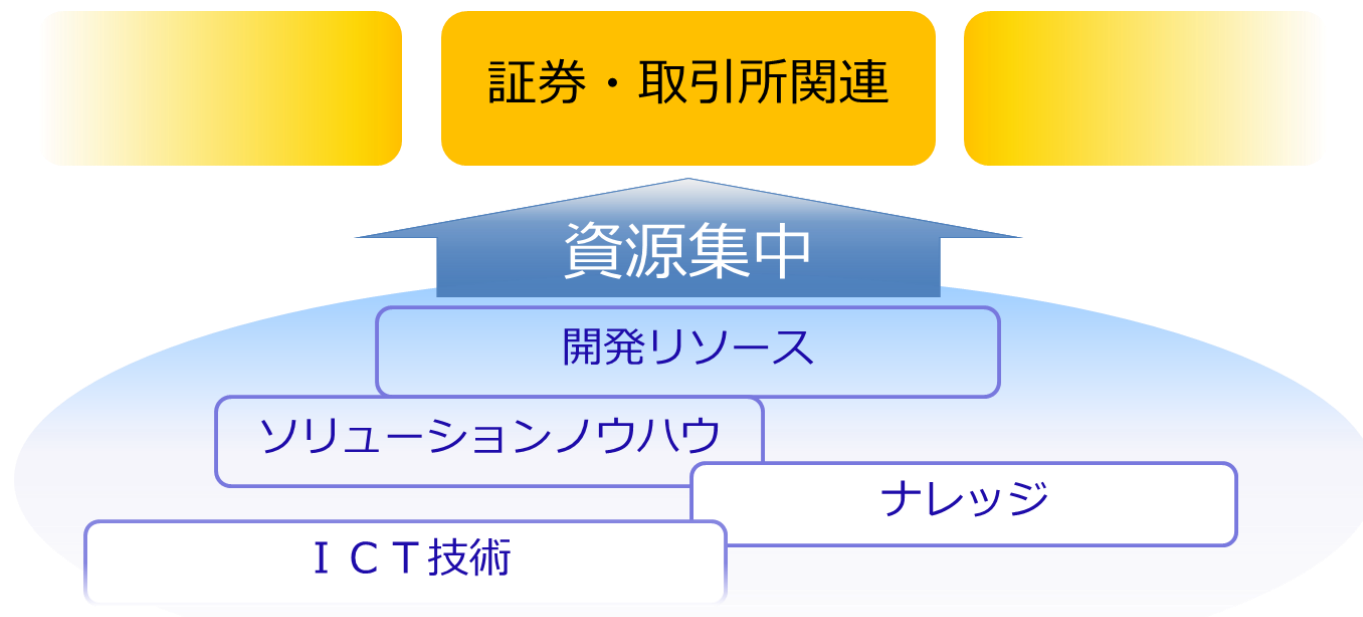 証券・取引所関連
資源集中
開発リソース
ソリューションノウハウ
ナレッジ
ＩＣＴ技術